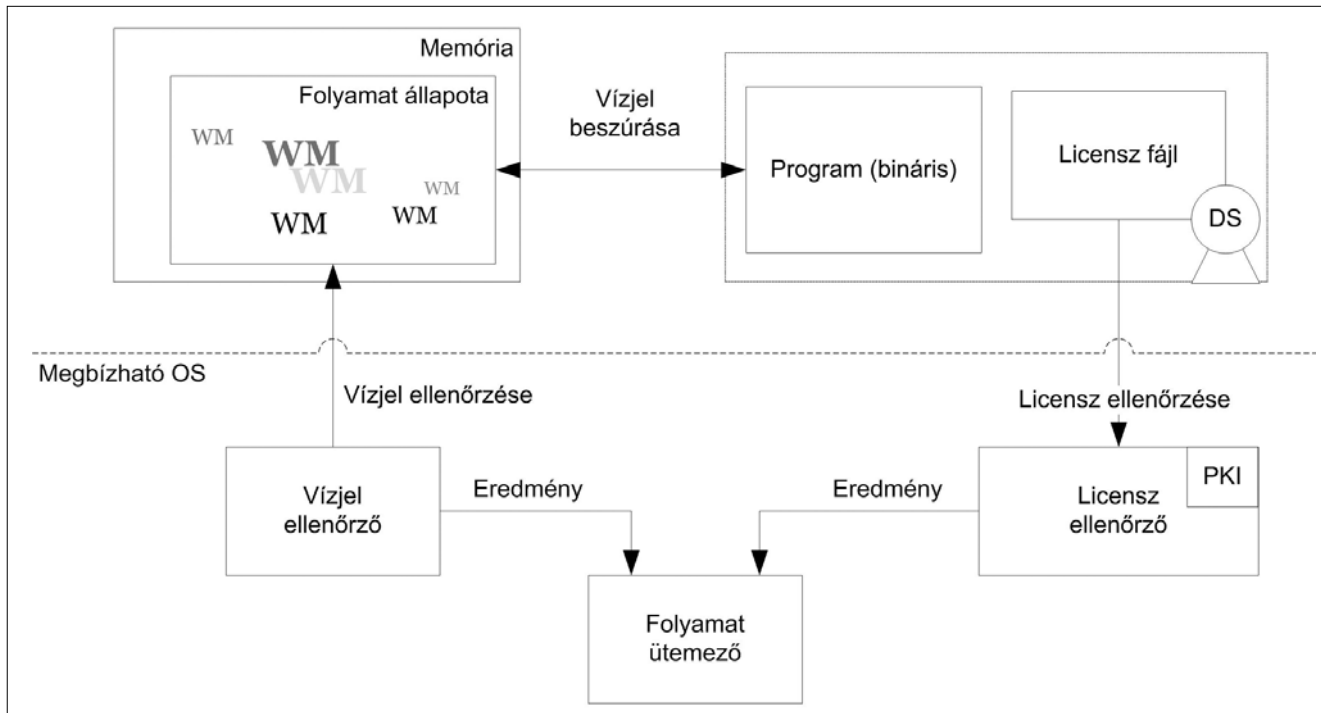 Memória
Folyamat állapota
WM
WM
WM
WM
WM
WM
Vízjel
beszúrása
Program (bináris)
Licensz fájl
DS
Megbízható OS
Vízjel ellenőrzése
Licensz ellenőrzése
Vízjel
ellenőrző
Eredmény
Eredmény
Licensz
ellenőrző
PKI
Folyamat
ütemező